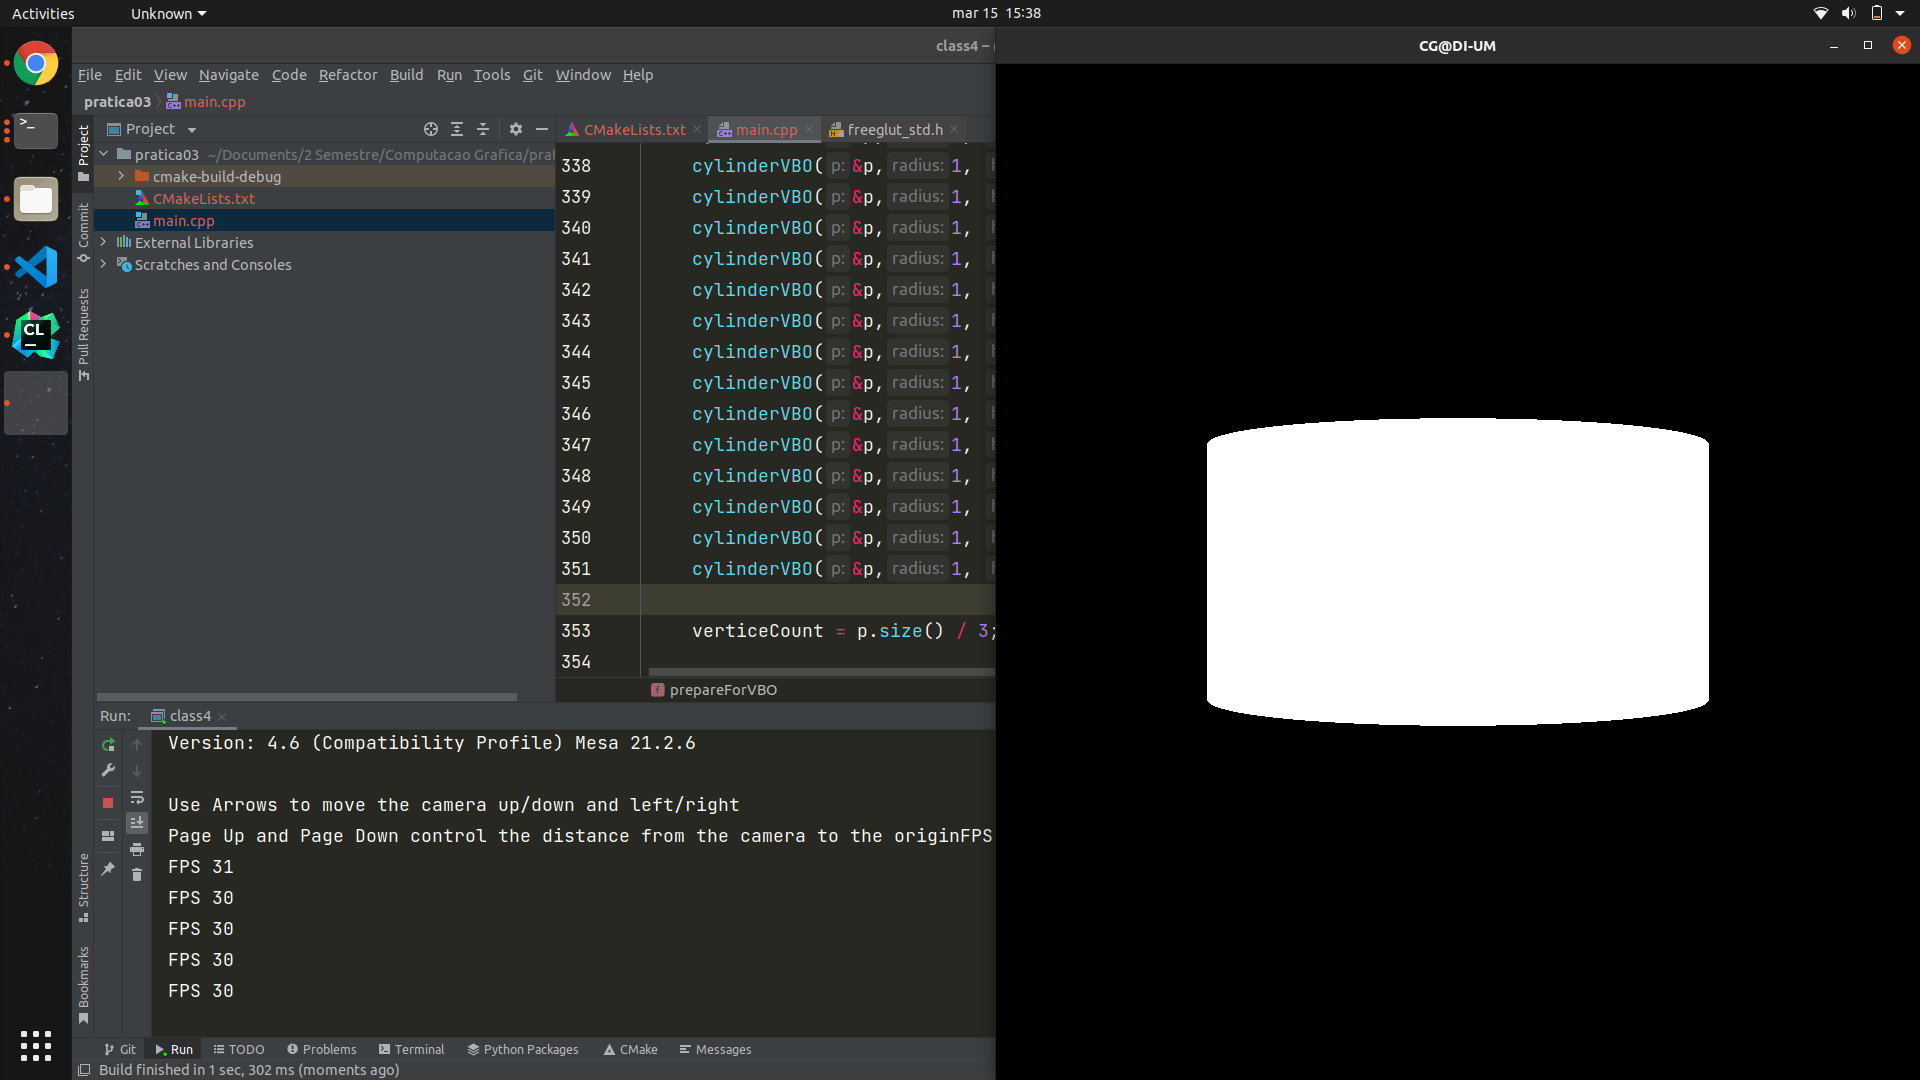 Activities
Unknown
mar 15 15:38
class4 –
CG@DI-UM
File Edit View Navigate Code Refactor Build Run Tools Git Window Help
pratica03 main.cpp
Project
CMakeLists.txt main.cpp freeglut_std.h
pratica03 ~/Documents/2 Semestre/Computacao Grafica/prat
cmake-build-debug
CMakeLists.txt
main.cpp
External Libraries
Scratches and Consoles
Project
Commit
Pull Requests
Structure
Bookmarks
CL
338 cylinderVBO( p: &p, radius: 1,
339 cylinderVBO( p: &p, radius: 1,
340 cylinderVBO( p: &p, radius: 1,
341 cylinderVBO( p: &p, radius: 1,
342 cylinderVBO( p: &p, radius: 1,
343 cylinderVBO( p: &p, radius: 1,
344 cylinderVBO( p: &p, radius: 1,
345 cylinderVBO( p: &p, radius: 1,
346 cylinderVBO( p: &p, radius: 1,
347 cylinderVBO( p: &p, radius: 1,
348 cylinderVBO( p: &p, radius: 1,
349 cylinderVBO( p: &p, radius: 1,
350 cylinderVBO( p: &p, radius: 1,
351 cylinderVBO( p: &p, radius: 1,
352
353 verticeCount = p.size() / 3;
354
prepareForVBO
Run: class4
Version: 4.6 (Compatibility Profile) Mesa 21.2.6
Use Arrows to move the camera up/down and left/right
Page Up and Page Down control the distance from the camera to the originFPS
FPS 31
FPS 30
FPS 30
FPS 30
FPS 30
Git Run TODO Problems Terminal Python Packages CMake Messages
Build finished in 1 sec, 302 ms (moments ago)